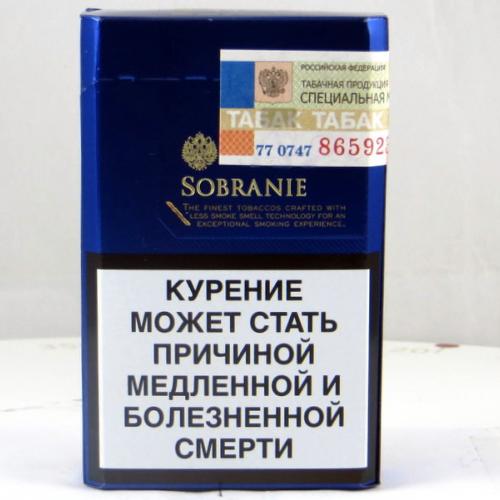 РОССИЙСКАЯ ФЕДЕРАЦИЯ
ТАБАЧНАЯ ПРОДУКЦИЯ
СПЕЦИАЛЬНАЯ
ТАБАК ТАБАК
77 0747 865923
SOBRANIE
THE FINEST TOBACCOS CRAFTED WITH
LESS SMOKE SMELL TECHNOLOGY FOR AN
EXCEPTIONAL SMOKING EXPERIENCE.
КУРЕНИЕ
МОЖЕТ СТАТЬ
ПРИЧИНОЙ
МЕДЛЕННОЙ И
БОЛЕЗНЕННОЙ
СМЕРТИ